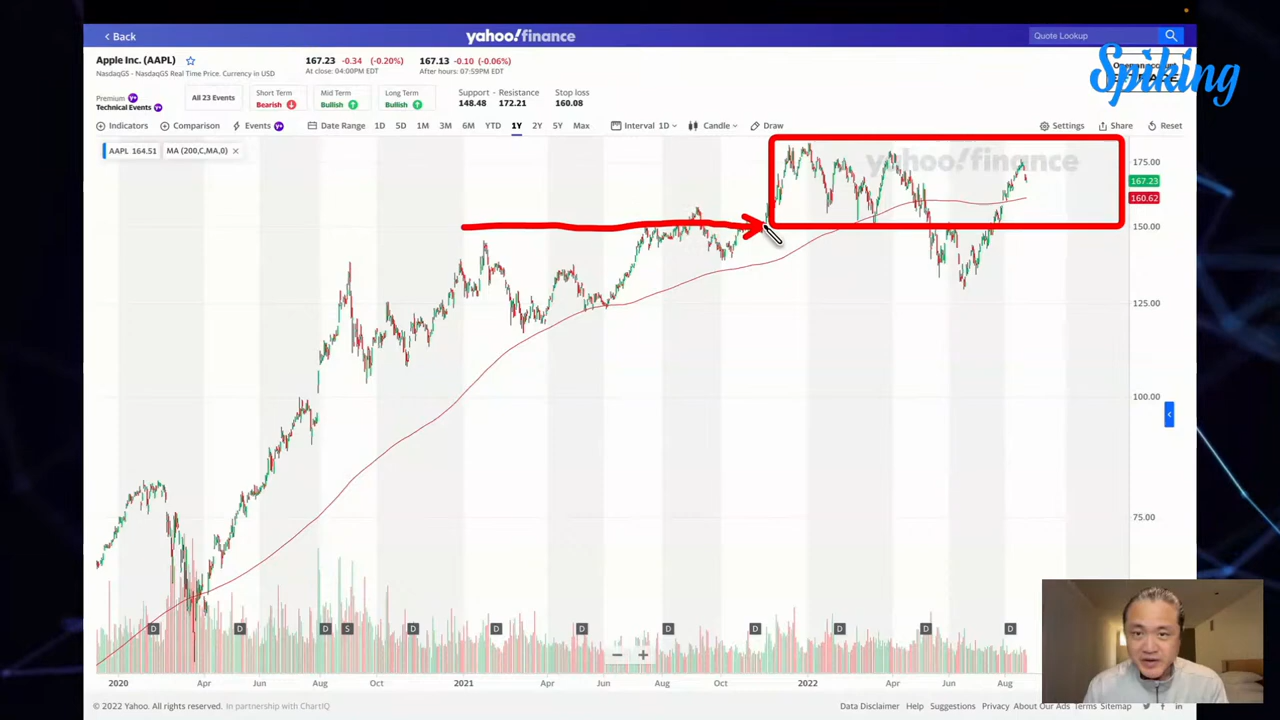 Back
yahoo!finance
Quote Lookup
Apple Inc. (AAPL)
NasdaqGS - NasdaqGS Real Time Price. Currency in USD
167.23 -0.34 (-0.20%)
At close: 04:00PM EDT
167.13 -0.10 (-0.06%)
After hours: 07:59PM EDT
Spiking
Premium
Technical Events
All 23 Events
Short Term
Bearish
Mid Term
Bullish
Long Term
Bullish
Support - Resistance
148.48 172.21
Stop loss
160.08
Indicators Comparison Events Date Range 1D 5D 1M 3M 6M YTD 1Y 2Y 5Y Max Interval 1D Candle Draw Settings Share Reset
AAPL 164.51 MA (200,C,MA,0)
yahoo!finance
175.00
167.23
160.62
150.00
125.00
100.00
75.00
D D D S D D D D D D D D
2020 Apr Jun Aug Oct 2021 Apr Jun Aug Oct 2022 Apr Jun Aug
© 2022 Yahoo. All rights reserved. In partnership with ChartIQ
Data Disclaimer Help Suggestions Privacy About Our Ads Terms Sitemap